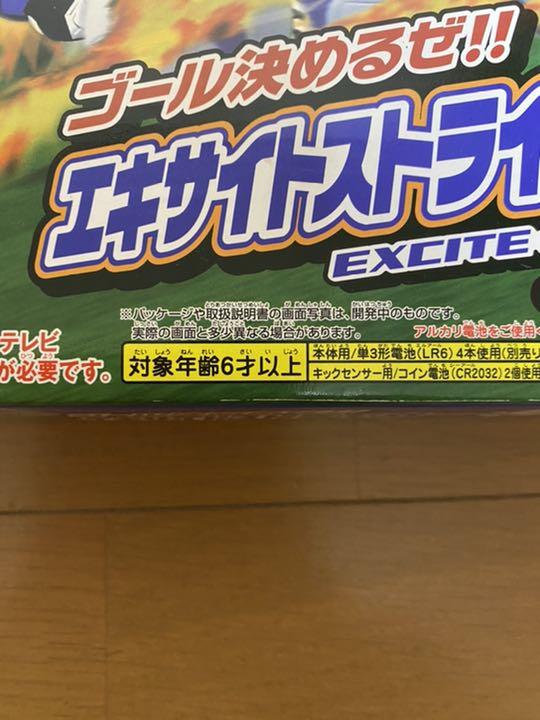 ゴール決めるぜ!!
エキサイトストライ
EXCITE
※パッケージや取扱説明書の画面写真は、開発中のものです。
実際の画面と多少異なる場合があります。
アルカリ電池をご使用く
テレビ
が必要です。
対象年齢6才以上
本体用/単3形電池(LR6)4本使用(別売り
キックセンサー用/コイン電池(CR2032)2個使用